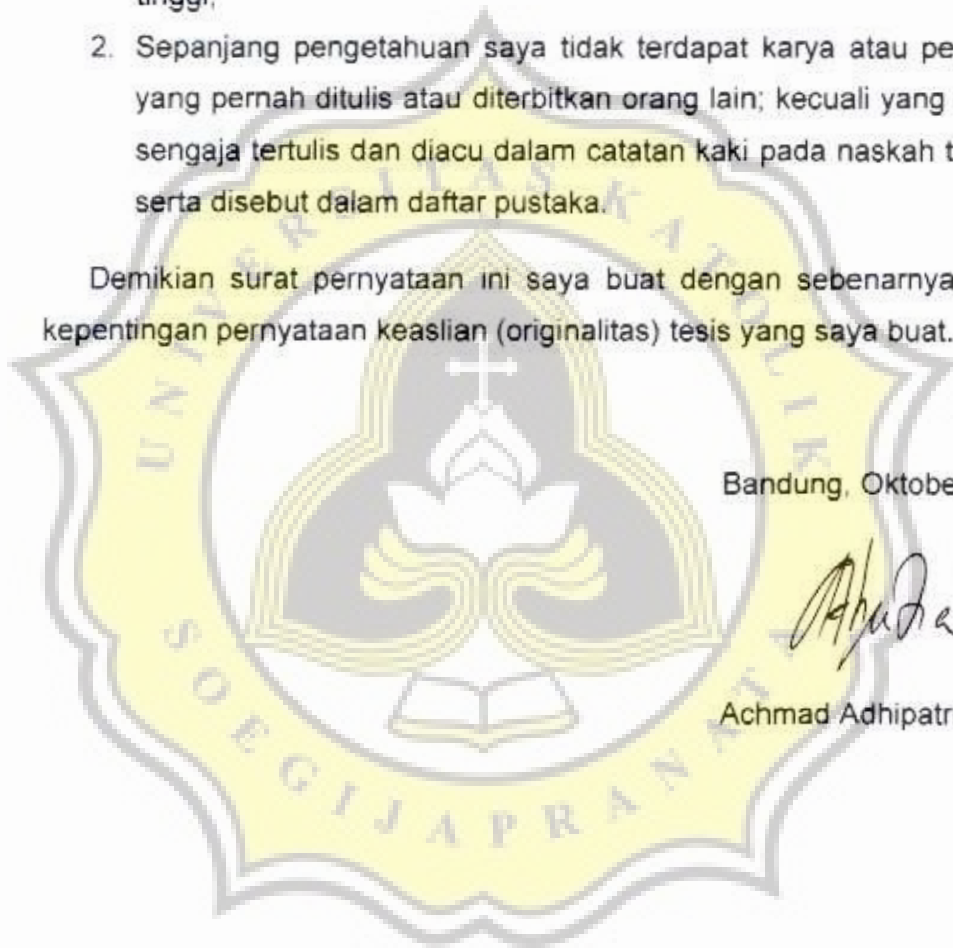 tinggi;
2. Sepanjang pengetahuan saya tidak terdapat karya atau pe
yang pernah ditulis atau diterbitkan orang lain; kecuali yang
sengaja tertulis dan diacu dalam catatan kaki pada naskah t
serta disebut dalam daftar pustaka.
Demikian surat pernyataan ini saya buat dengan sebenarnya
kepentingan pernyataan keaslian (originalitas) tesis yang saya buat.
Bandung, Oktobe
Achmad Adhipatr
UNIVERSITAS KATOLIK
SOEGIJAPRANATA